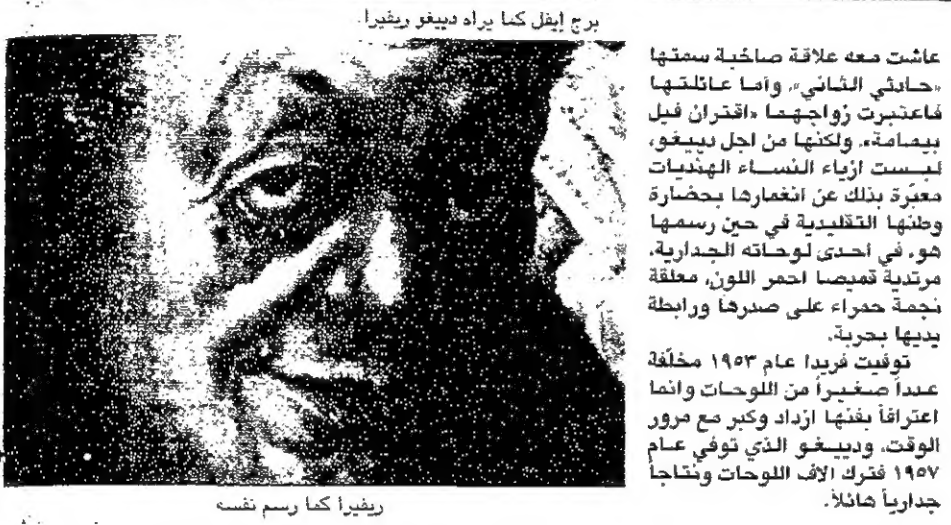 برج إيفل كما يراه دييغو ريفيرا.
عاشت معه علاقة صاخبة سمتها
«حادثي الثاني»، وأما عائلتها
فاعتبرت زواجهما «اقتران فيل
بيمامة». ولكنها من اجل دييغو،
لبست ازياء النساء الهنديات
معبّرة بذلك عن انغمارها بحضارة
وطنها التقليدية في حين رسمها
هو، في احدى لوحاته الجدارية،
مرتدية قميصا احمر اللون، معلقة
نجمة حمراء على صدرها ورابطة
يديها بحربة.
توفيت فريدا عام ١٩٥٣ مخلّفة
عدداً صغيراً من اللوحات وانما
اعترافاً بفنها ازداد وكبر مع مرور
الوقت، ودييغو الذي توفي عام
١٩٥٧ فترك الاف اللوحات ونتاجاً
جدارياً هائلاً.
ريفيرا كما رسم نفسه